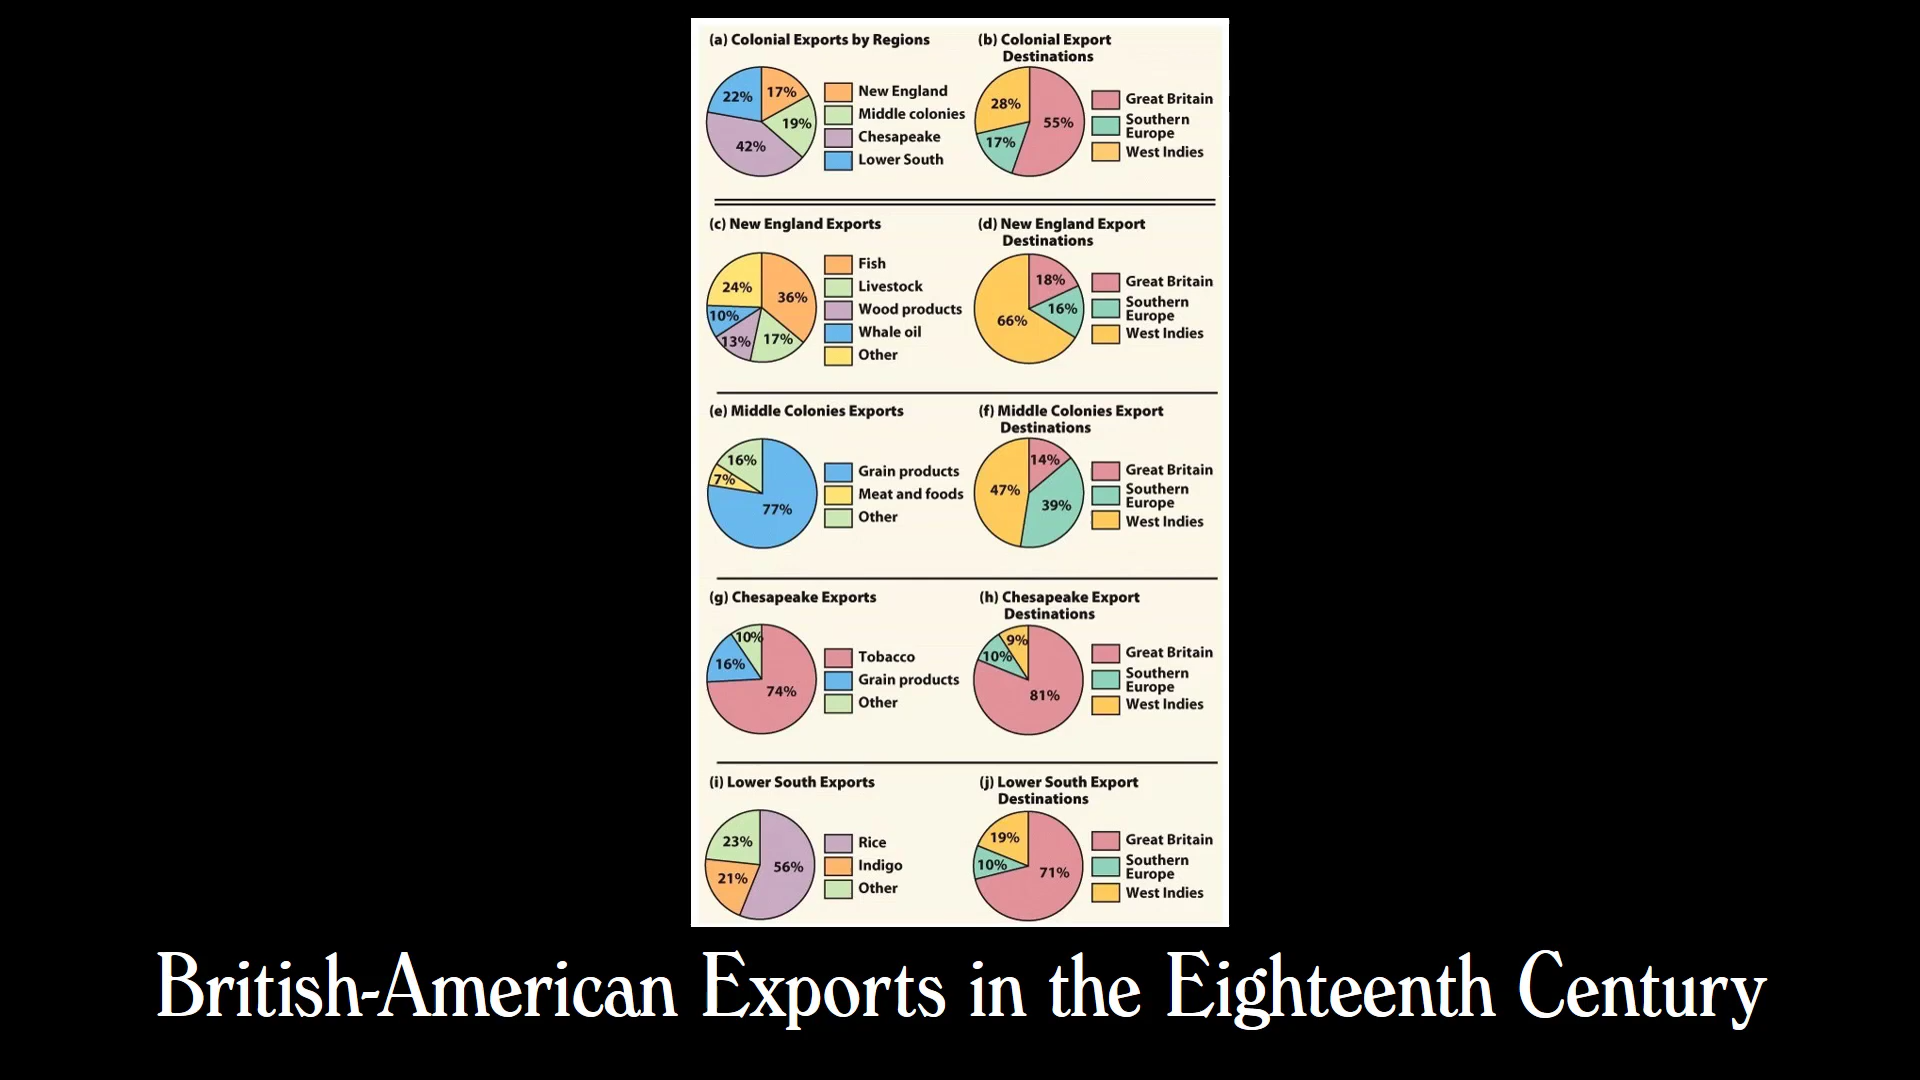 (a) Colonial Exports by Regions
22%
17%
19%
42%
New England
Middle colonies
Chesapeake
Lower South
(b) Colonial Export
Destinations
28%
55%
17%
Great Britain
Southern
Europe
West Indies
(c) New England Exports
24%
36%
10%
13%
17%
Fish
Livestock
Wood products
Whale oil
Other
(d) New England Export
Destinations
18%
16%
66%
Great Britain
Southern
Europe
West Indies
(e) Middle Colonies Exports
16%
7%
77%
Grain products
Meat and foods
Other
(f) Middle Colonies Export
Destinations
14%
47%
39%
Great Britain
Southern
Europe
West Indies
(g) Chesapeake Exports
10%
16%
74%
Tobacco
Grain products
Other
(h) Chesapeake Export
Destinations
9%
10%
81%
Great Britain
Southern
Europe
West Indies
(i) Lower South Exports
23%
56%
21%
Rice
Indigo
Other
(j) Lower South Export
Destinations
19%
10%
71%
Great Britain
Southern
Europe
West Indies
British-American Exports in the Eighteenth Century